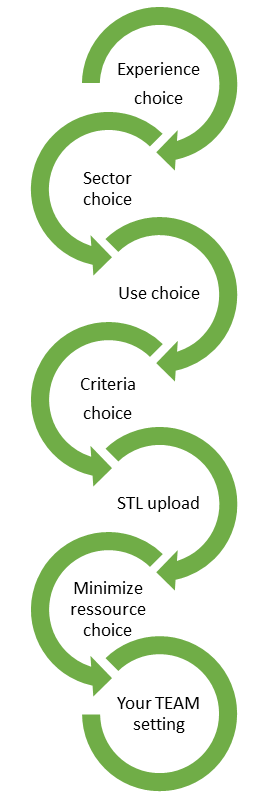 Experience
choice
Sector
choice
Use choice
Criteria
choice
STL upload
Minimize
ressource
choice
Your TEAM
setting